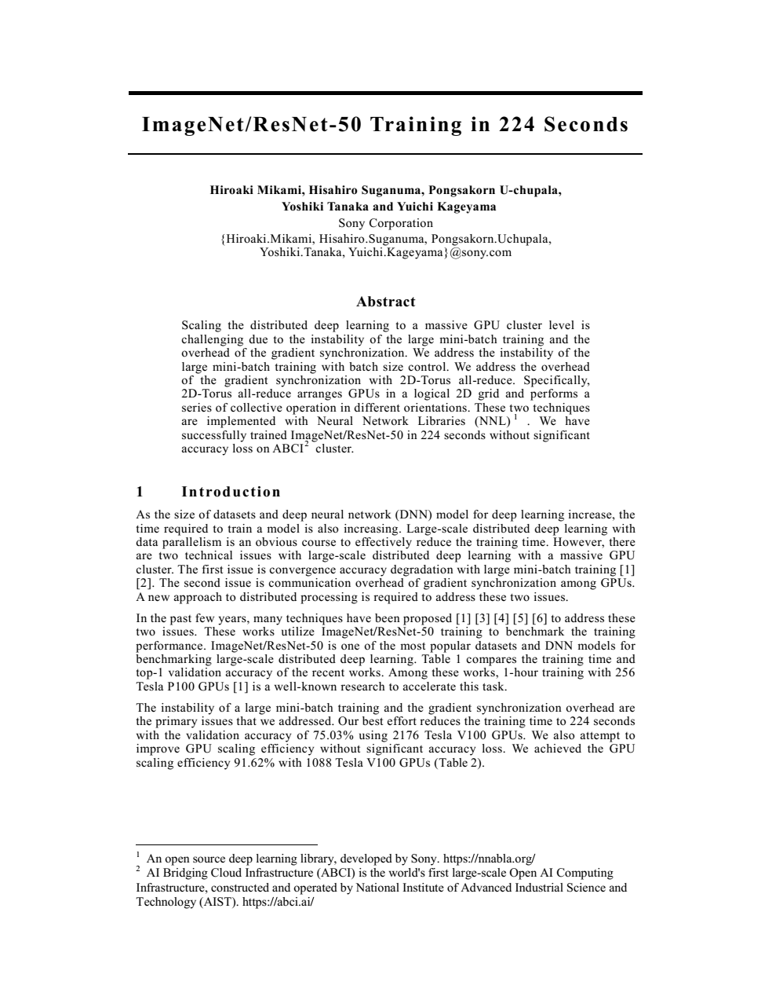 ImageNet/ResNet-50 Training in 224 Seconds
Hiroaki Mikami, Hisahiro Suganuma, Pongsakorn U-chupala,
Yoshiki Tanaka and Yuichi Kageyama
Sony Corporation
{Hiroaki.Mikami, Hisahiro.Suganuma, Pongsakorn.Uchupala,
Yoshiki.Tanaka, Yuichi.Kageyama}@sony.com
Abstract
Scaling the distributed deep learning to a massive GPU cluster level is
challenging due to the instability of the large mini-batch training and the
overhead of the gradient synchronization. We address the instability of the
large mini-batch training with batch size control. We address the overhead
of the gradient synchronization with 2D-Torus all-reduce. Specifically,
2D-Torus all-reduce arranges GPUs in a logical 2D grid and performs a
series of collective operation in different orientations. These two techniques
are implemented with Neural Network Libraries (NNL) 1 . We have
successfully trained ImageNet/ResNet-50 in 224 seconds without significant
accuracy loss on ABCI2 cluster.
1 Introduction
As the size of datasets and deep neural network (DNN) model for deep learning increase, the
time required to train a model is also increasing. Large-scale distributed deep learning with
data parallelism is an obvious course to effectively reduce the training time. However, there
are two technical issues with large-scale distributed deep learning with a massive GPU
cluster. The first issue is convergence accuracy degradation with large mini-batch training [1]
[2]. The second issue is communication overhead of gradient synchronization among GPUs.
A new approach to distributed processing is required to address these two issues.
In the past few years, many techniques have been proposed [1] [3] [4] [5] [6] to address these
two issues. These works utilize ImageNet/ResNet-50 training to benchmark the training
performance. ImageNet/ResNet-50 is one of the most popular datasets and DNN models for
benchmarking large-scale distributed deep learning. Table 1 compares the training time and
top-1 validation accuracy of the recent works. Among these works, 1-hour training with 256
Tesla P100 GPUs [1] is a well-known research to accelerate this task.
The instability of a large mini-batch training and the gradient synchronization overhead are
the primary issues that we addressed. Our best effort reduces the training time to 224 seconds
with the validation accuracy of 75.03% using 2176 Tesla V100 GPUs. We also attempt to
improve GPU scaling efficiency without significant accuracy loss. We achieved the GPU
scaling efficiency 91.62% with 1088 Tesla V100 GPUs (Table 2).
1 An open source deep learning library, developed by Sony. https://nnabla.org/
2 AI Bridging Cloud Infrastructure (ABCI) is the world's first large-scale Open AI Computing
Infrastructure, constructed and operated by National Institute of Advanced Industrial Science and
Technology (AIST). https://abci.ai/